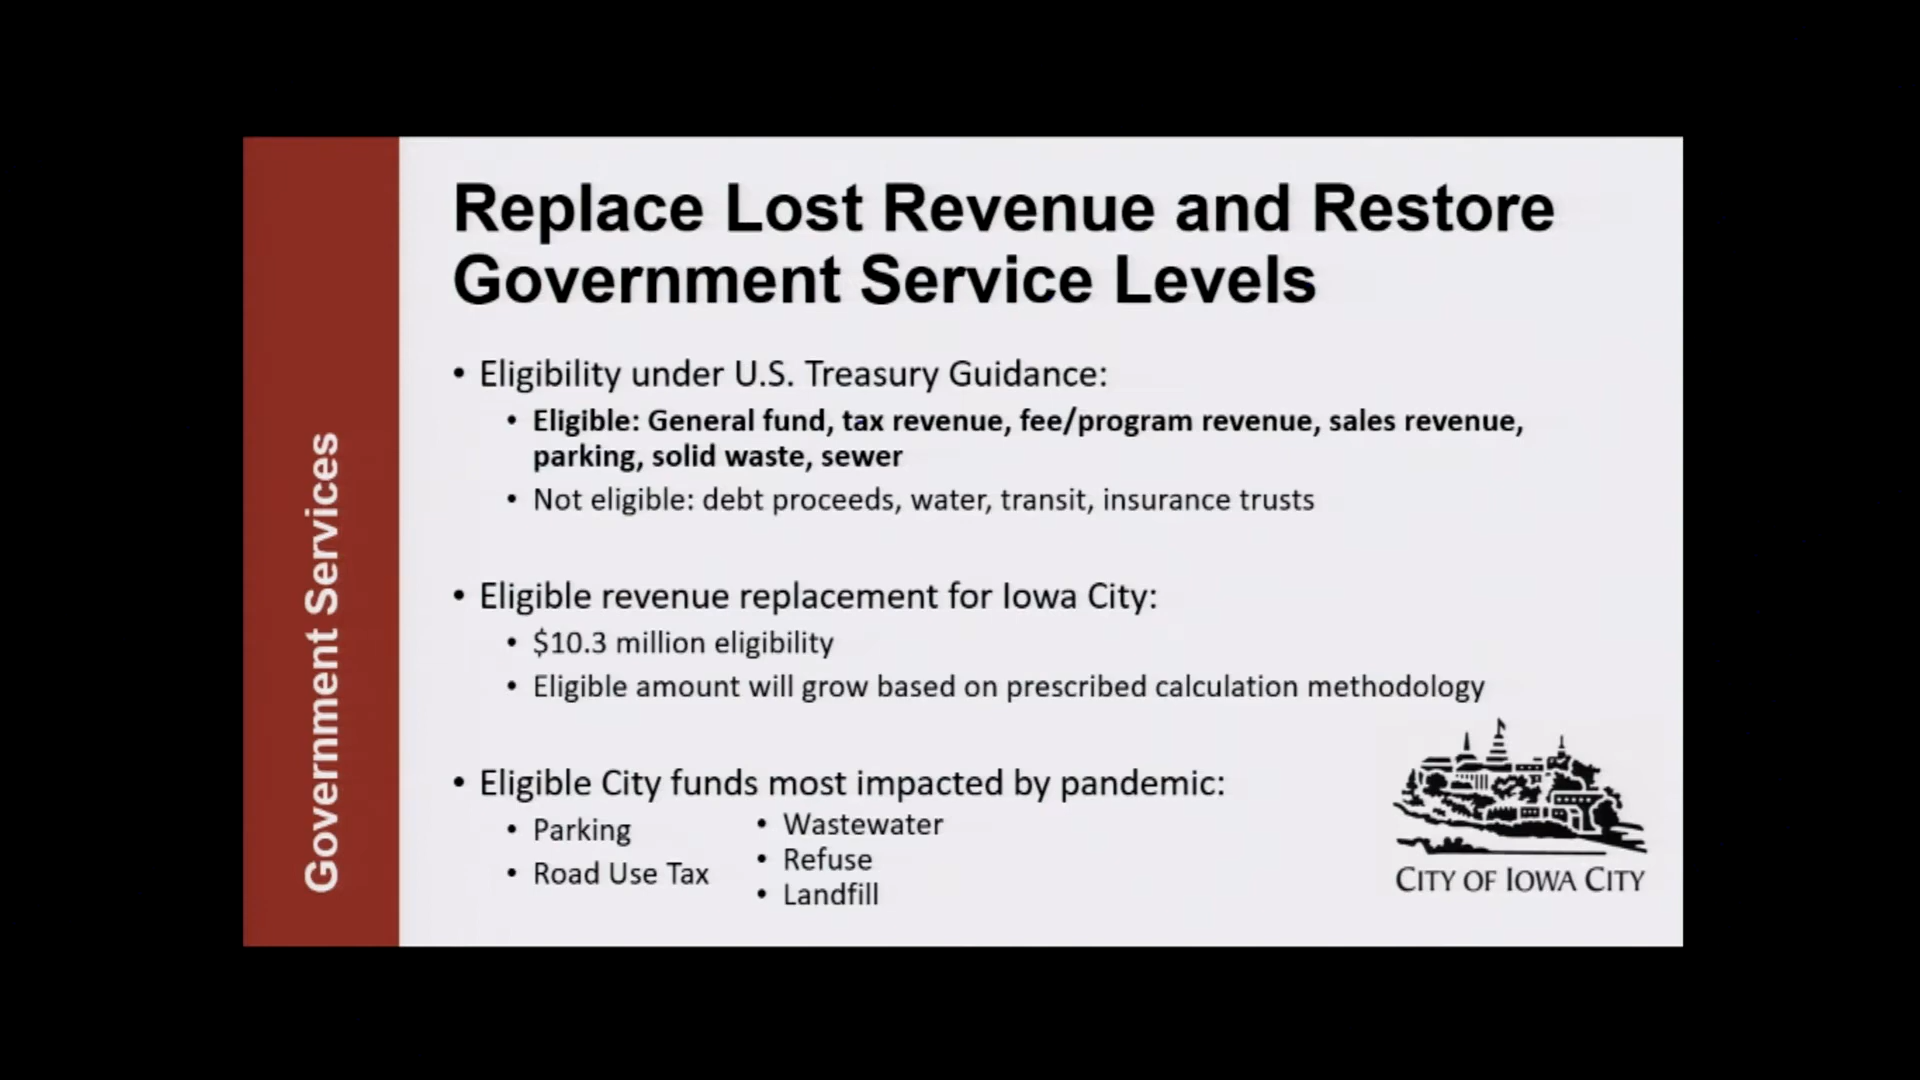 Government Services
Replace Lost Revenue and Restore
Government Service Levels
• Eligibility under U.S. Treasury Guidance:
• Eligible: General fund, tax revenue, fee/program revenue, sales revenue,
parking, solid waste, sewer
• Not eligible: debt proceeds, water, transit, insurance trusts
• Eligible revenue replacement for Iowa City:
• $10.3 million eligibility
• Eligible amount will grow based on prescribed calculation methodology
• Eligible City funds most impacted by pandemic:
• Parking
• Road Use Tax
• Wastewater
• Refuse
• Landfill
CITY OF IOWA CITY